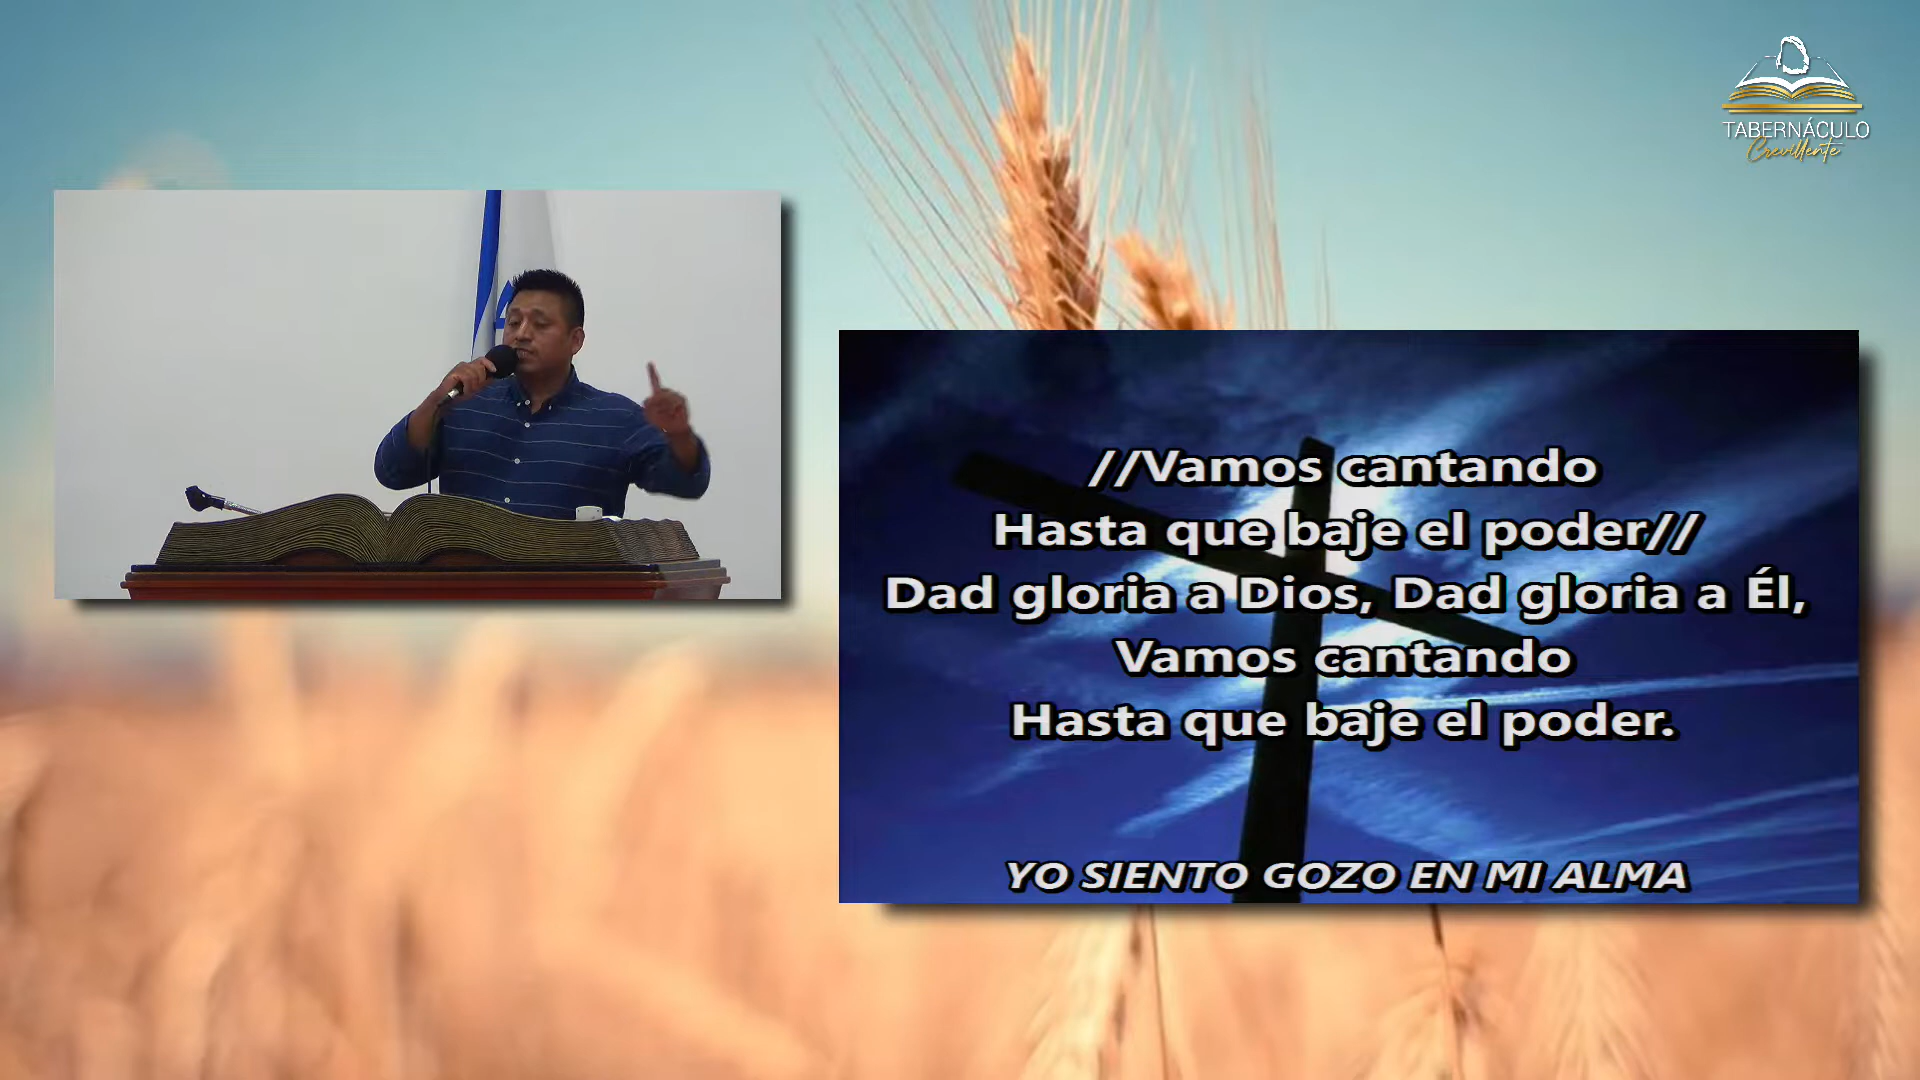 TABERNÁCULO
Crevillente
//Vamos cantando
Hasta que baje el poder//
Dad gloria a Dios, Dad gloria a Él,
Vamos cantando
Hasta que baje el poder.
YO SIENTO GOZO EN MI ALMA